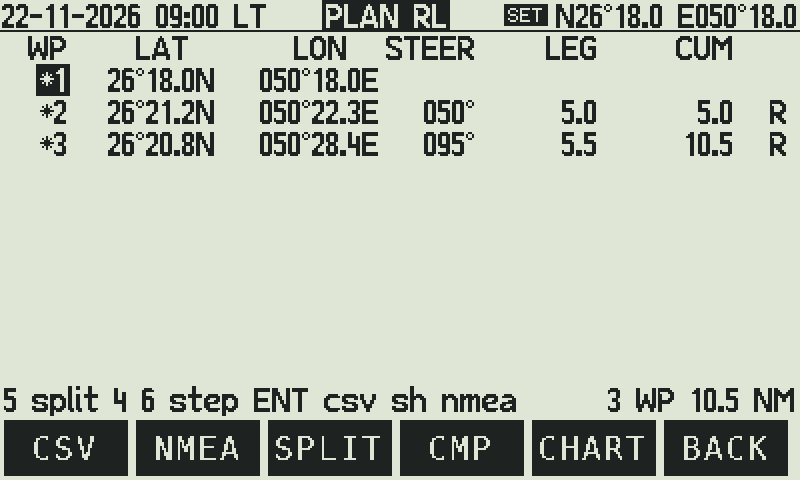 22-11-2026 09:00 LT PLAN RL SET N26°18.0 E050°18.0
WP LAT LON STEER LEG CUM
*1 26°18.0N 050°18.0E
*2 26°21.2N 050°22.3E 050° 5.0 5.0 R
*3 26°20.8N 050°28.4E 095° 5.5 10.5 R
5 split 4 6 step ENT csv sh nmea 3 WP 10.5 NM
CSV NMEA SPLIT CMP CHART BACK